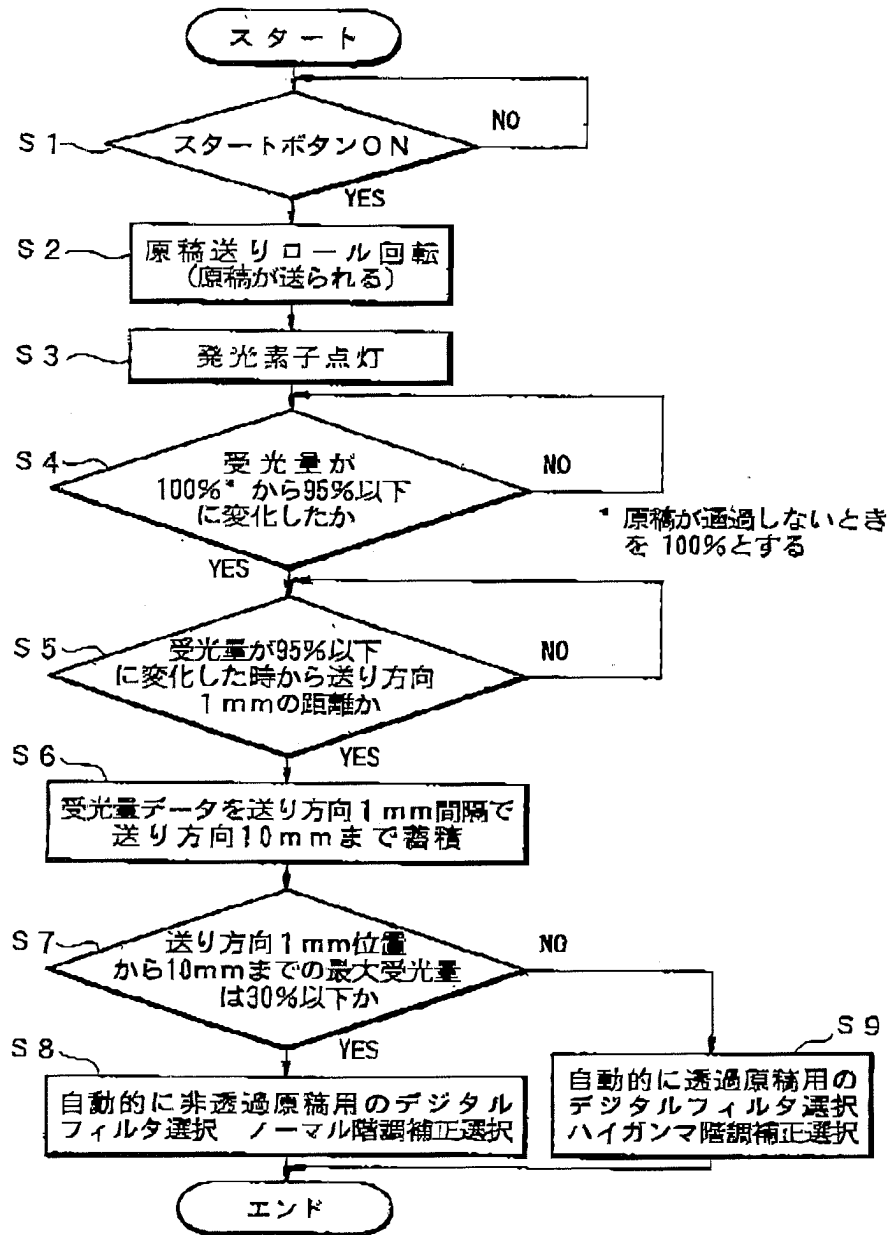 スタート
S1
スタートボタンON
NO
YES
S2
原稿送りロール回転
(原稿が送られる)
S3
発光素子点灯
S4
受光量が
100%* から95%以下
に変化したか
NO
* 原稿が通過しないとき
を 100%とする
YES
S5
受光量が95%以下
に変化した時から送り方向
1mmの距離か
NO
YES
S6
受光量データを送り方向1mm間隔で
送り方向10mmまで蓄積
S7
送り方向1mm位置
から10mmまでの最大受光量
は30%以下か
NO
YES
S8
自動的に非透過原稿用のデジタル
フィルタ選択 ノーマル階調補正選択
S9
自動的に透過原稿用の
デジタルフィルタ選択
ハイガンマ階調補正選択
エンド